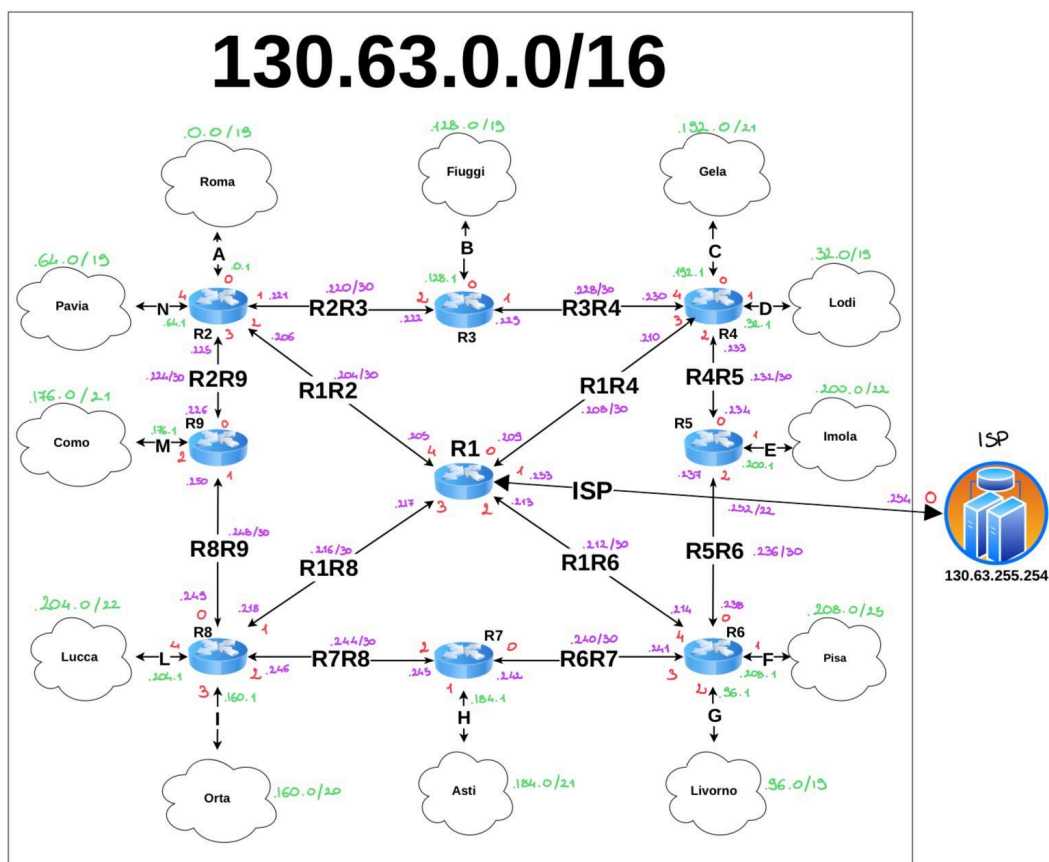 130.63.0.0/16
.0.0/19
.128.0/19
.192.0/21
Roma
Fiuggi
Gela
A
B
C
.64.0/19
.0.1
.128.1
.192.1
.32.0/19
0
0
0
Pavia
N
4
1
.221
.220/30
R2R3
2
.222
1
.229
.228/30
R3R4
.230
4
1
D
Lodi
.64.1
R2
3
2
.206
R3
.210
3
2
R4
.32.1
.225
.233
.224/30
R2R9
.204/30
R1R2
R1R4
.208/30
R4R5
.232/30
.176.0/21
.200.0/22
.226
.234
Como
M
.176.1
R9
0
2
1
.205
4
R1
0
.209
R5
0
1
E
Imola
.237
2
.200.1
ISP
.250
1
.253
ISP
.254
0
.217
3
2
.213
.252/22
130.63.255.254
.248/30
R8R9
.216/30
R1R8
.212/30
R1R6
R5R6
.236/30
.204.0/22
.208.0/25
.249
0
.218
1
.214
.238
0
R8
R7
R6
Lucca
L
4
.204.1
2
.246
.244/30
R7R8
2
.245
0
.242
.240/30
R6R7
.241
4
1
F
Pisa
.208.1
3
.160.1
1
.184.1
3
2
.96.1
I
H
G
Orta
.160.0/20
Asti
.184.0/21
Livorno
.96.0/19